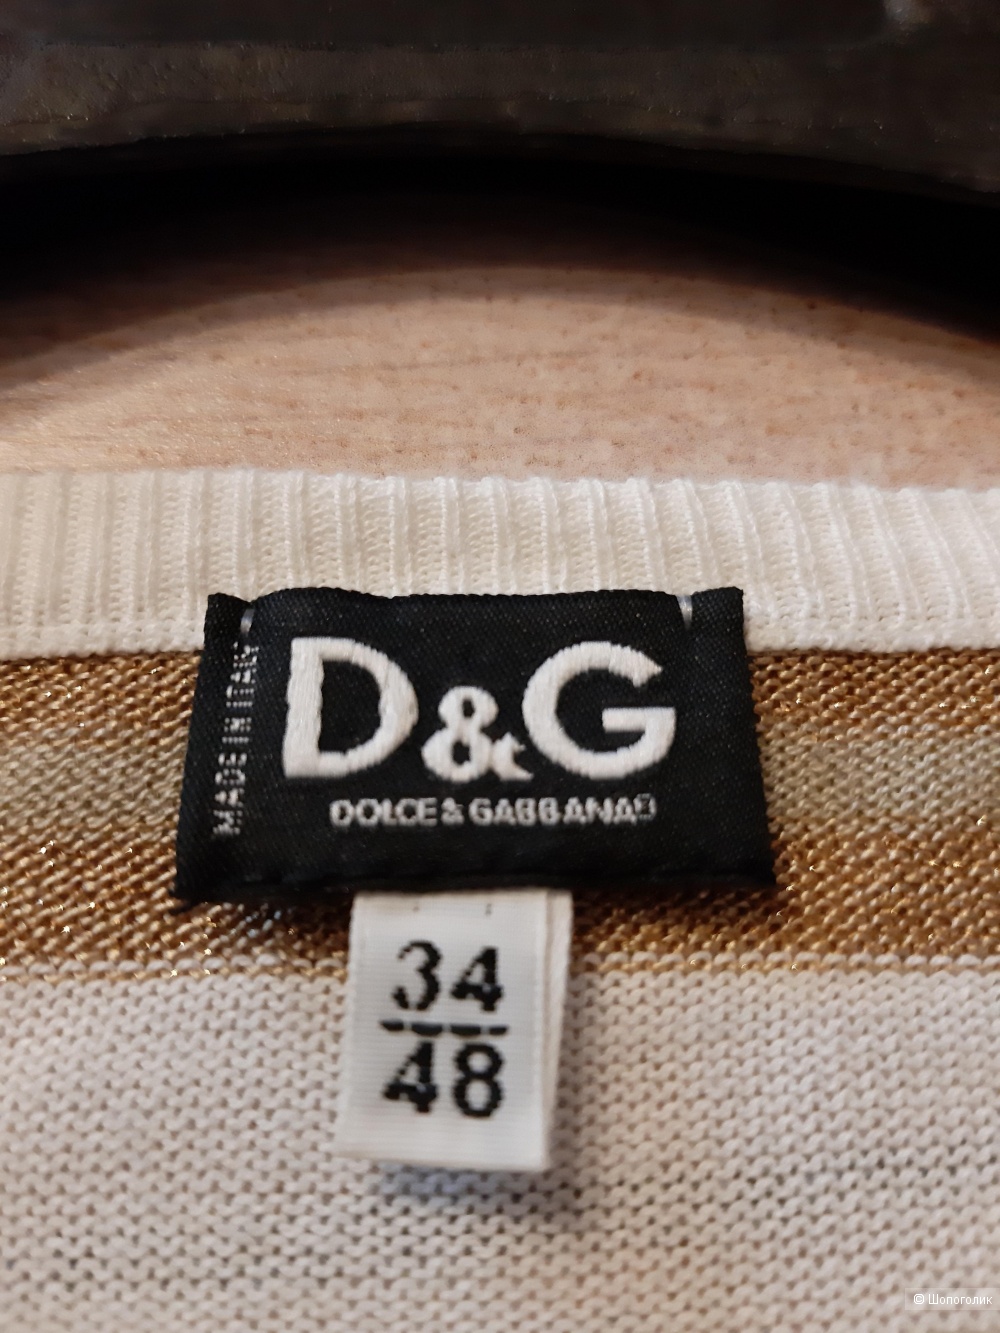 MADE IN ITALY
D&G
DOLCE & GABBANA®
34
48
© Шопоголик